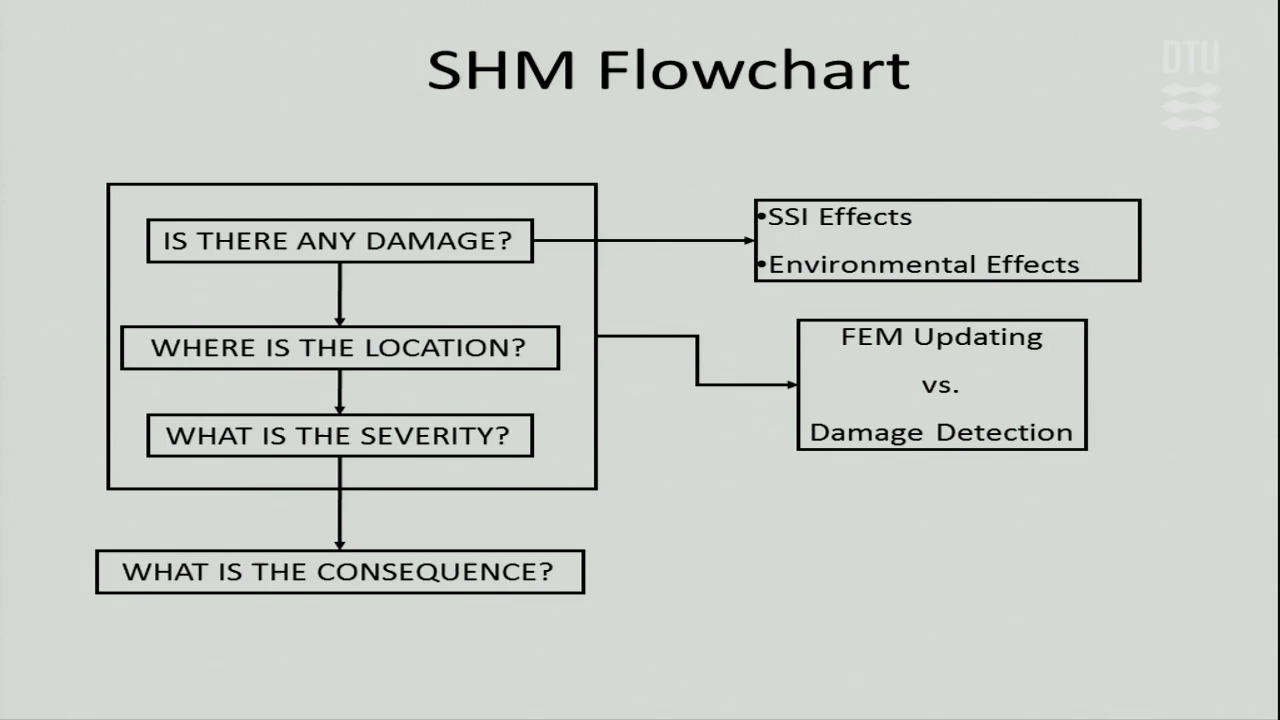 SHM Flowchart
DTU
IS THERE ANY DAMAGE?
•SSI Effects
•Environmental Effects
WHERE IS THE LOCATION?
FEM Updating
vs.
Damage Detection
WHAT IS THE SEVERITY?
WHAT IS THE CONSEQUENCE?